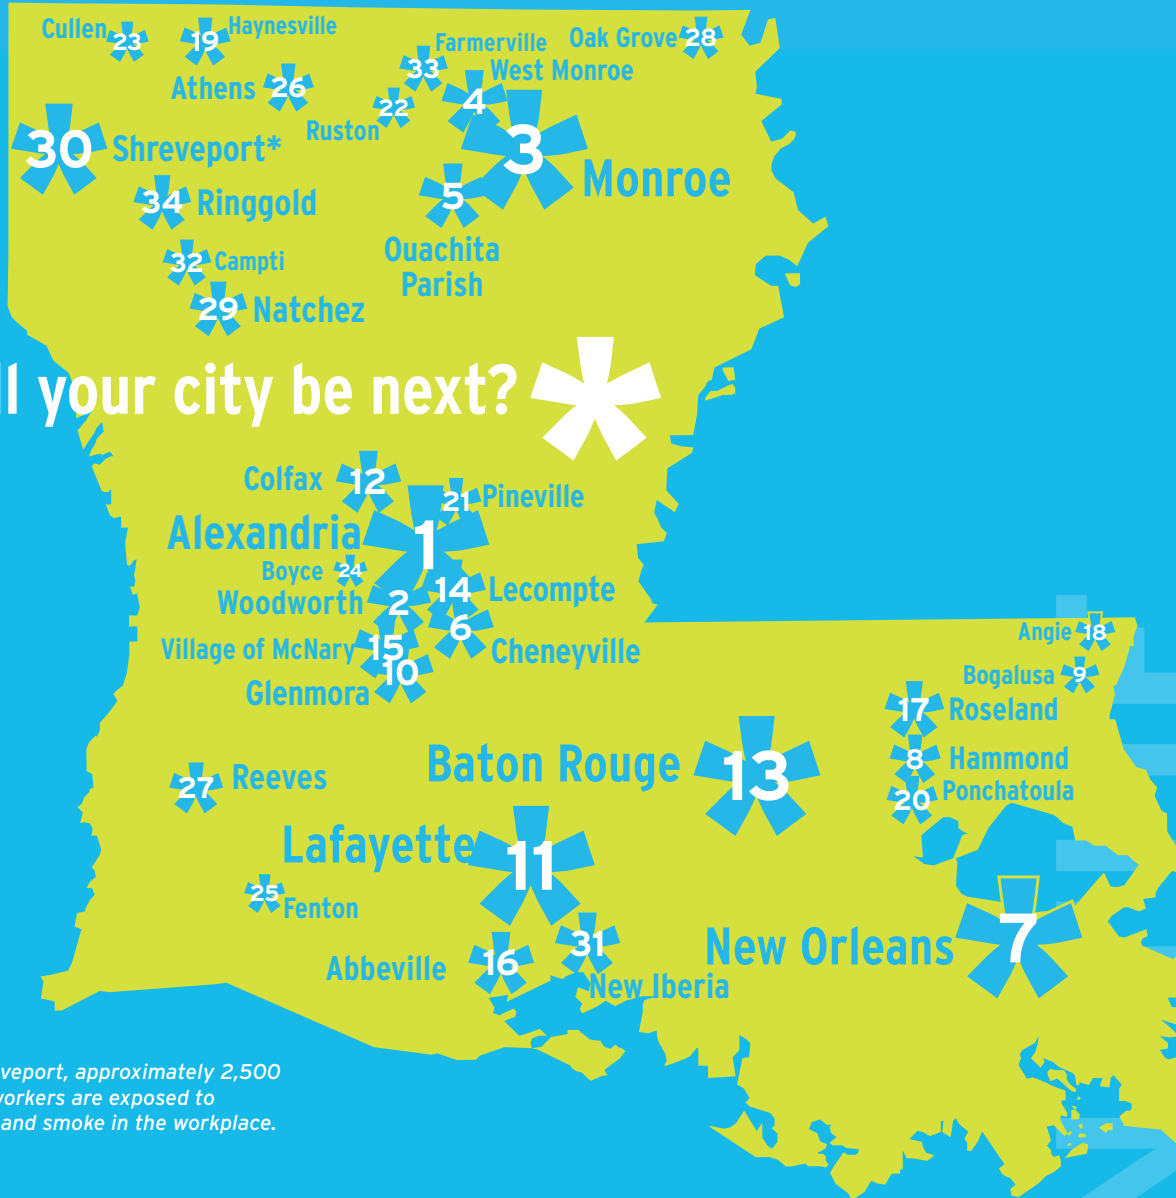 Cullen 23
19 Haynesville
Farmerville 33
Oak Grove 28
West Monroe 4
Athens 26
22 Ruston
30 Shreveport*
3 Monroe
34 Ringgold
5 Ouachita
Parish
32 Campti
29 Natchez
your city be next? *
Colfax 12
21 Pineville
Alexandria 1
Boyce 24
14 Lecompte
Woodworth 2
6 Cheneyville
Village of McNary 15
Glenmora 10
Angie 18
Bogalusa 9
17 Roseland
Baton Rouge 13
8 Hammond
20 Ponchatoula
27 Reeves
Lafayette 11
25 Fenton
New Orleans 7
Abbeville 16
31 New Iberia
approximately 2,500
are exposed to
and smoke in the workplace.